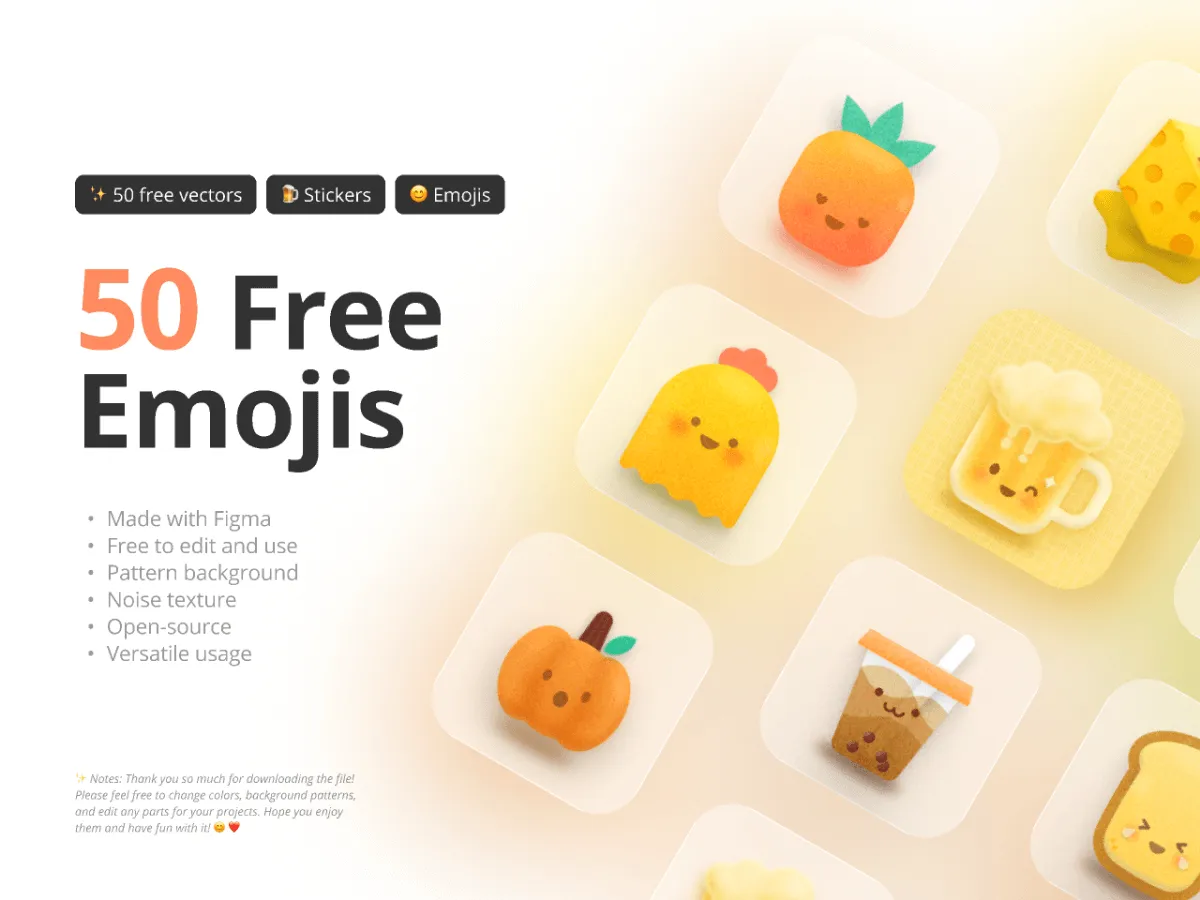 ✨ 50 free vectors
🍺 Stickers
😊 Emojis
50 Free
Emojis
• Made with Figma
• Free to edit and use
• Pattern background
• Noise texture
• Open-source
• Versatile usage
✨ Notes: Thank you so much for downloading the file!
Please feel free to change colors, background patterns,
and edit any parts for your projects. Hope you enjoy
them and have fun with it! 😊 ❤️